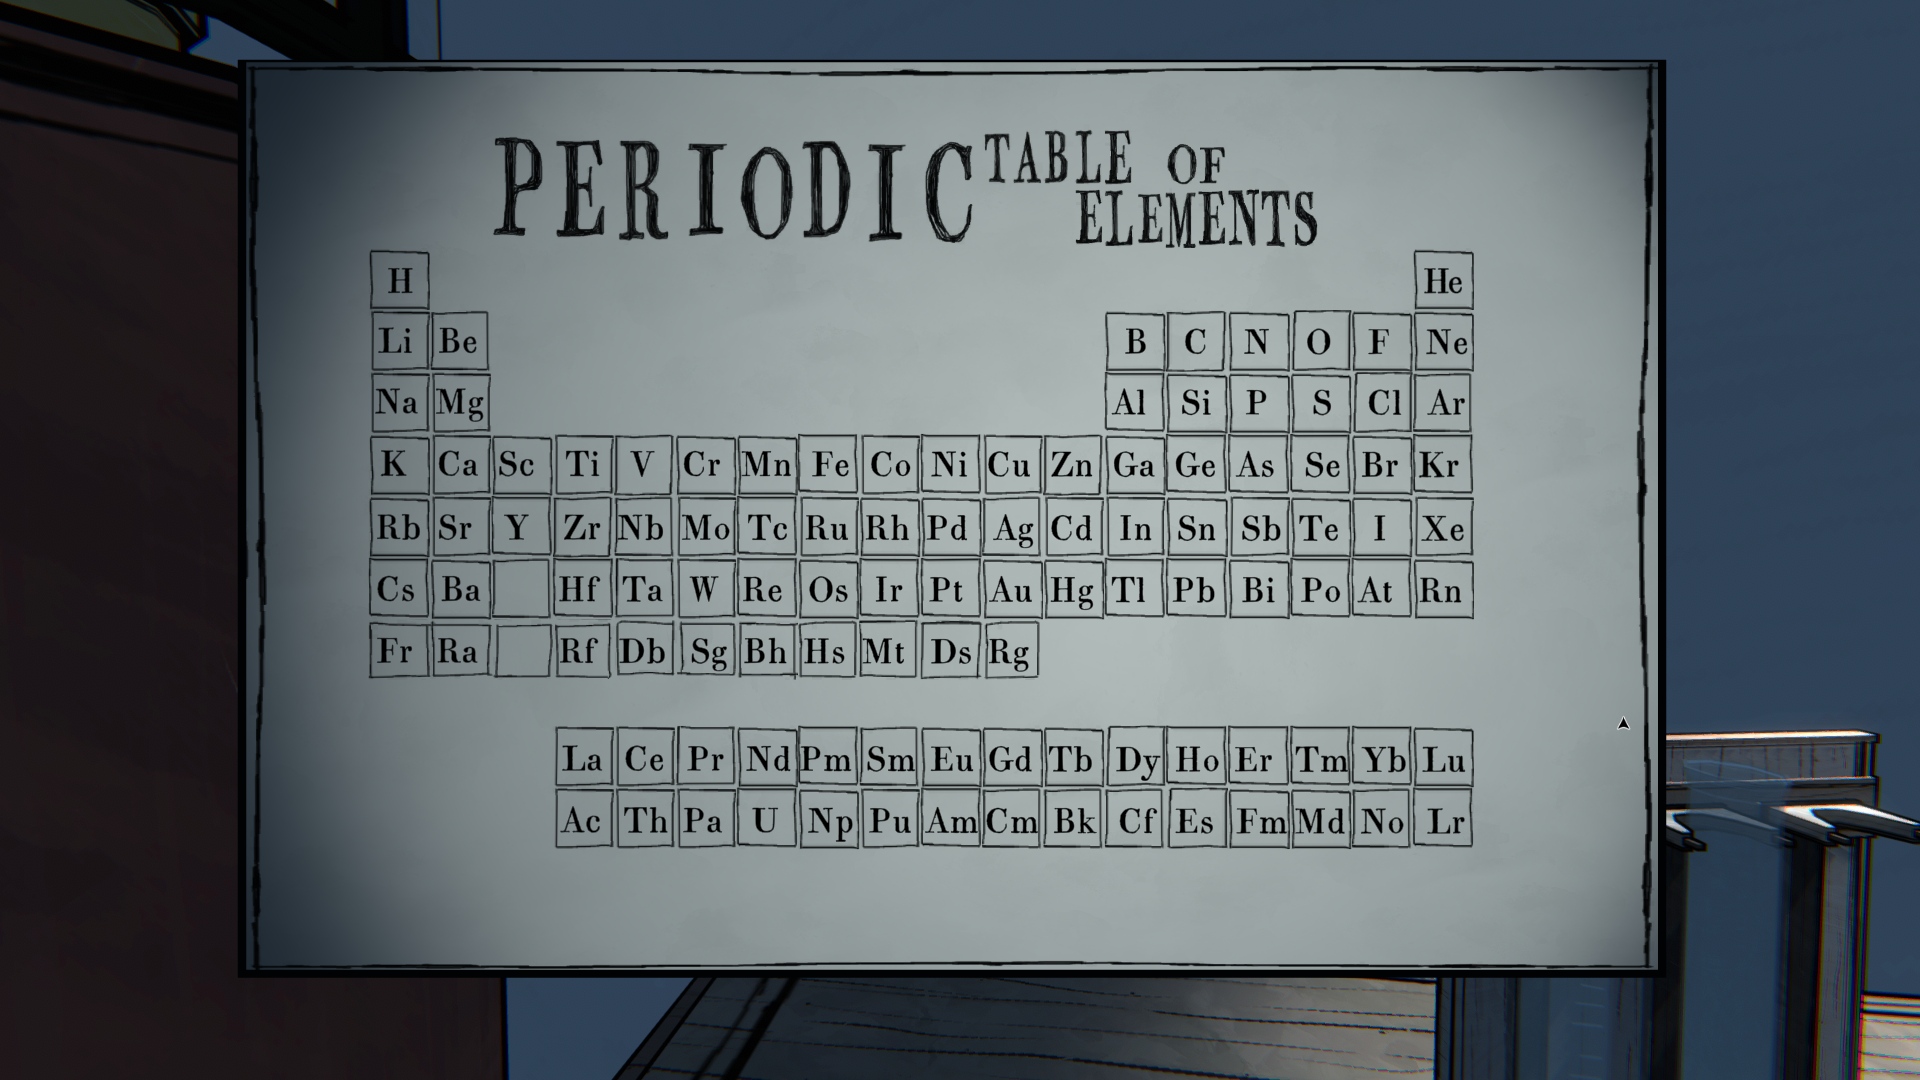 PERIODIC TABLE OF
ELEMENTS
H He
Li Be B C N O F Ne
Na Mg Al Si P S Cl Ar
K Ca Sc Ti V Cr Mn Fe Co Ni Cu Zn Ga Ge As Se Br Kr
Rb Sr Y Zr Nb Mo Tc Ru Rh Pd Ag Cd In Sn Sb Te I Xe
Cs Ba Hf Ta W Re Os Ir Pt Au Hg Tl Pb Bi Po At Rn
Fr Ra Rf Db Sg Bh Hs Mt Ds Rg
La Ce Pr Nd Pm Sm Eu Gd Tb Dy Ho Er Tm Yb Lu
Ac Th Pa U Np Pu Am Cm Bk Cf Es Fm Md No Lr